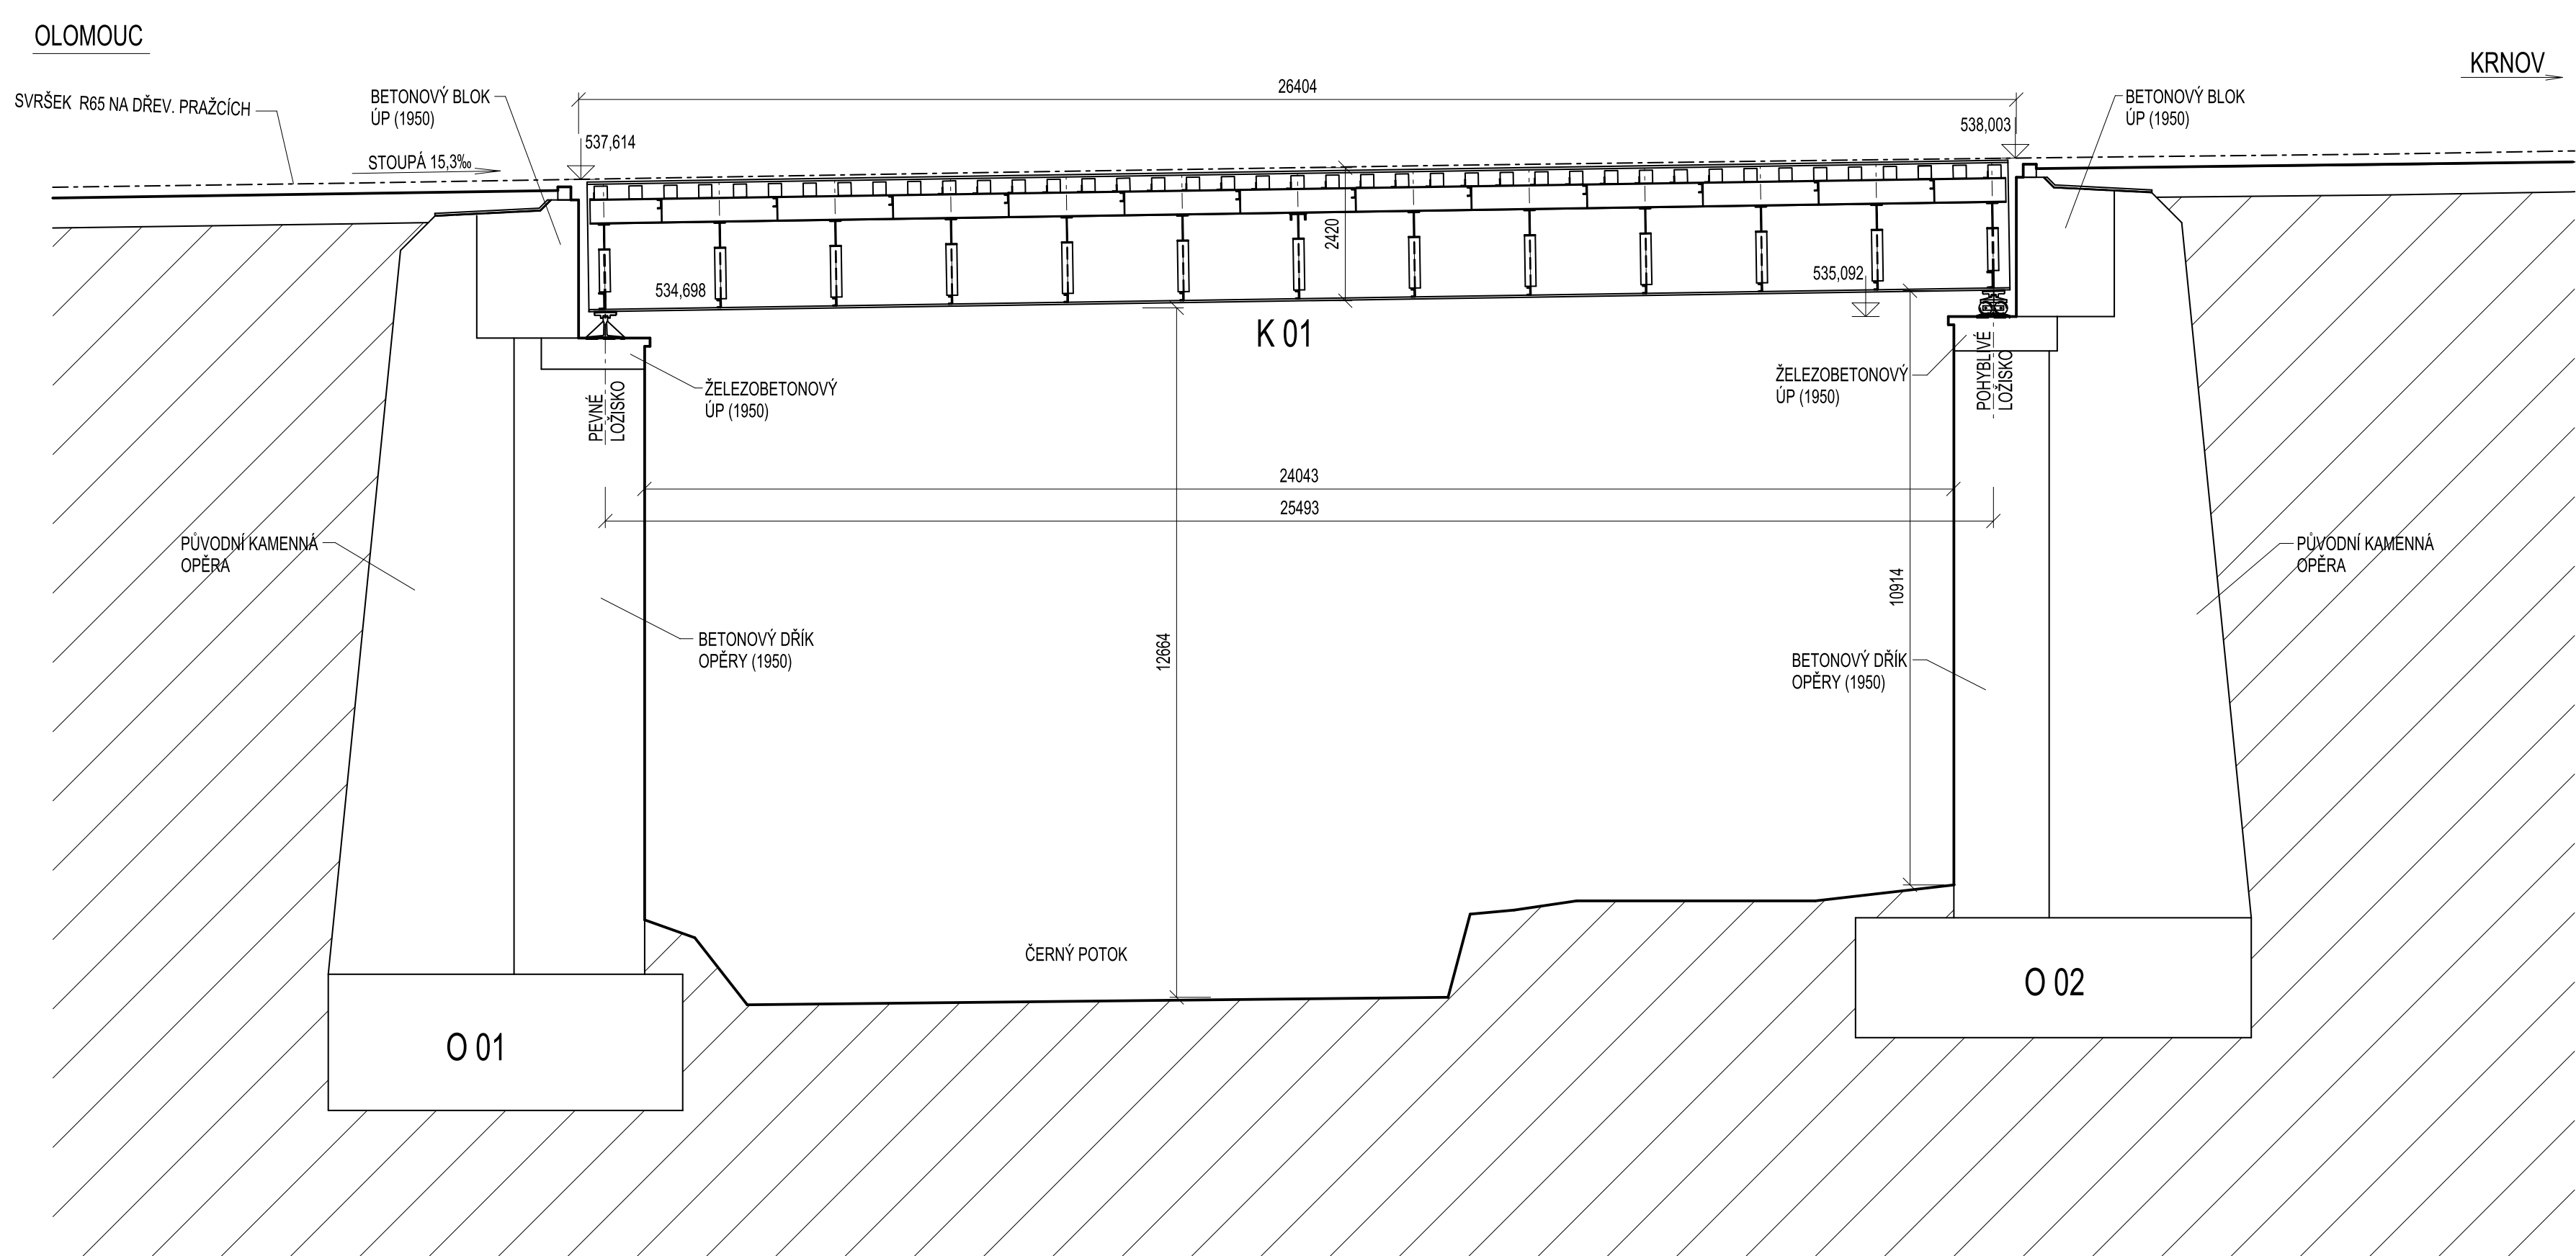 OLOMOUC
KRNOV
SVRŠEK R65 NA DŘEV. PRAŽCÍCH
BETONOVÝ BLOK
ÚP (1950)
STOUPÁ 15,3‰
537,614
26404
538,003
BETONOVÝ BLOK
ÚP (1950)
2420
534,698
535,092
K 01
ŽELEZOBETONOVÝ
ÚP (1950)
PEVNÉ
LOŽISKO
ŽELEZOBETONOVÝ
ÚP (1950)
POHYBLIVÉ
LOŽISKO
24043
25493
PŮVODNÍ KAMENNÁ
OPĚRA
PŮVODNÍ KAMENNÁ
OPĚRA
10914
12664
BETONOVÝ DŘÍK
OPĚRY (1950)
BETONOVÝ DŘÍK
OPĚRY (1950)
ČERNÝ POTOK
O 01
O 02